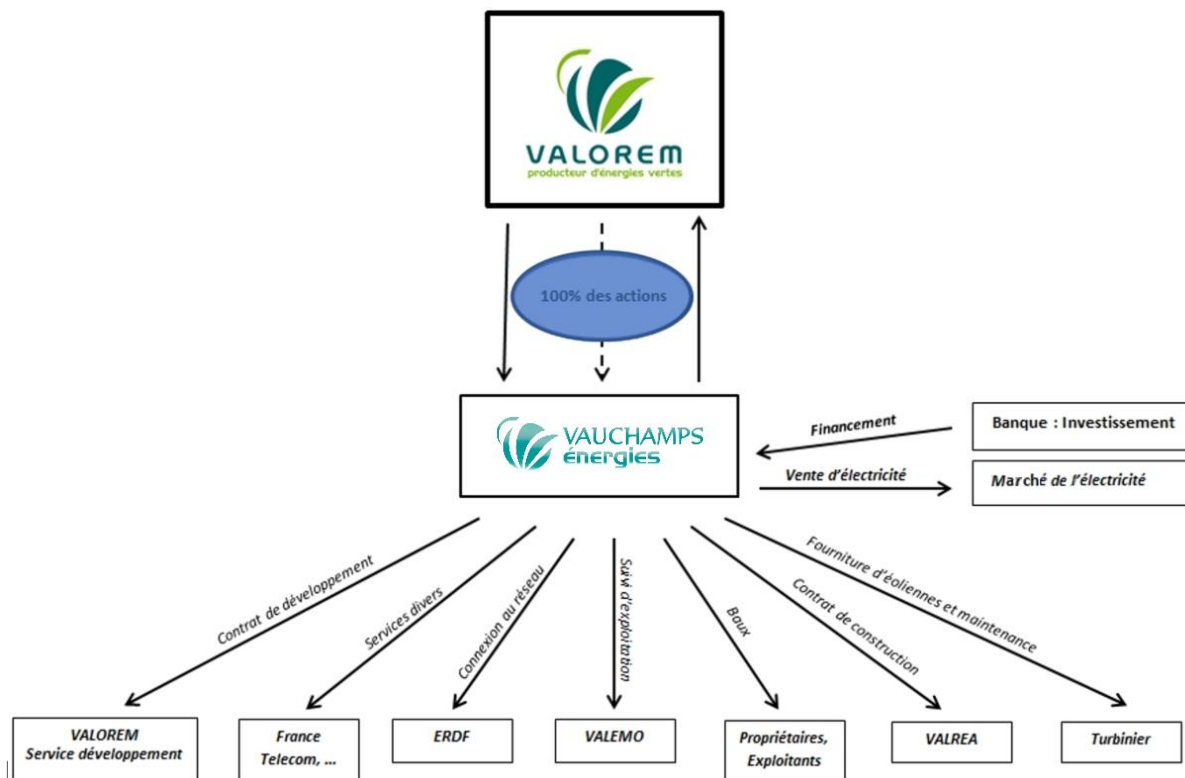 VALOREM
producteur d'énergies vertes
100% des actions
VAUCHAMPS
énergies
Financement
Banque : Investissement
Vente d'électricité
Marché de l'électricité
Contrat de développement
Services divers
Connexion au réseau
Suivi d'exploitation
Baux
Contrat de construction
Fourniture d'éoliennes et maintenance
VALOREM
Service développement
France
Telecom, ...
ERDF
VALEMO
Propriétaires,
Exploitants
VALREA
Turbinier